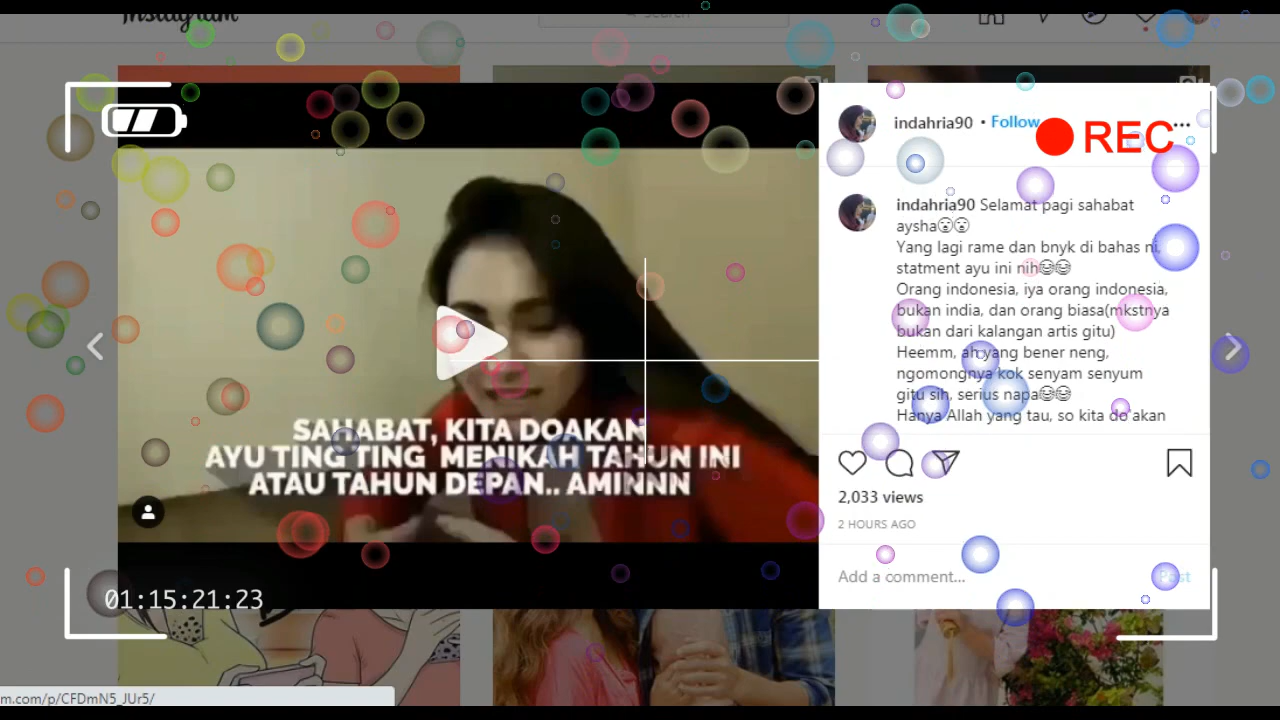 Instagram
Search
indahria90 • Follow
REC
indahria90 Selamat pagi sahabat
aysha
Yang lagi rame dan bnyk di bahas ni,
statment ayu ini nih
Orang indonesia, iya orang indonesia,
bukan india, dan orang biasa(mkstnya
bukan dari kalangan artis gitu)
Heemm, ah yang bener neng,
ngomongnya kok senyam senyum
gitu sih, serius napa
Hanya Allah yang tau, so kita do'akan
SAHABAT, KITA DOAKAN
AYU TING TING MENIKAH TAHUN INI
ATAU TAHUN DEPAN.. AMINNN
2,033 views
2 HOURS AGO
Add a comment...
Post
01:15:21:23
m.com/p/CFDmN5_JUr5/